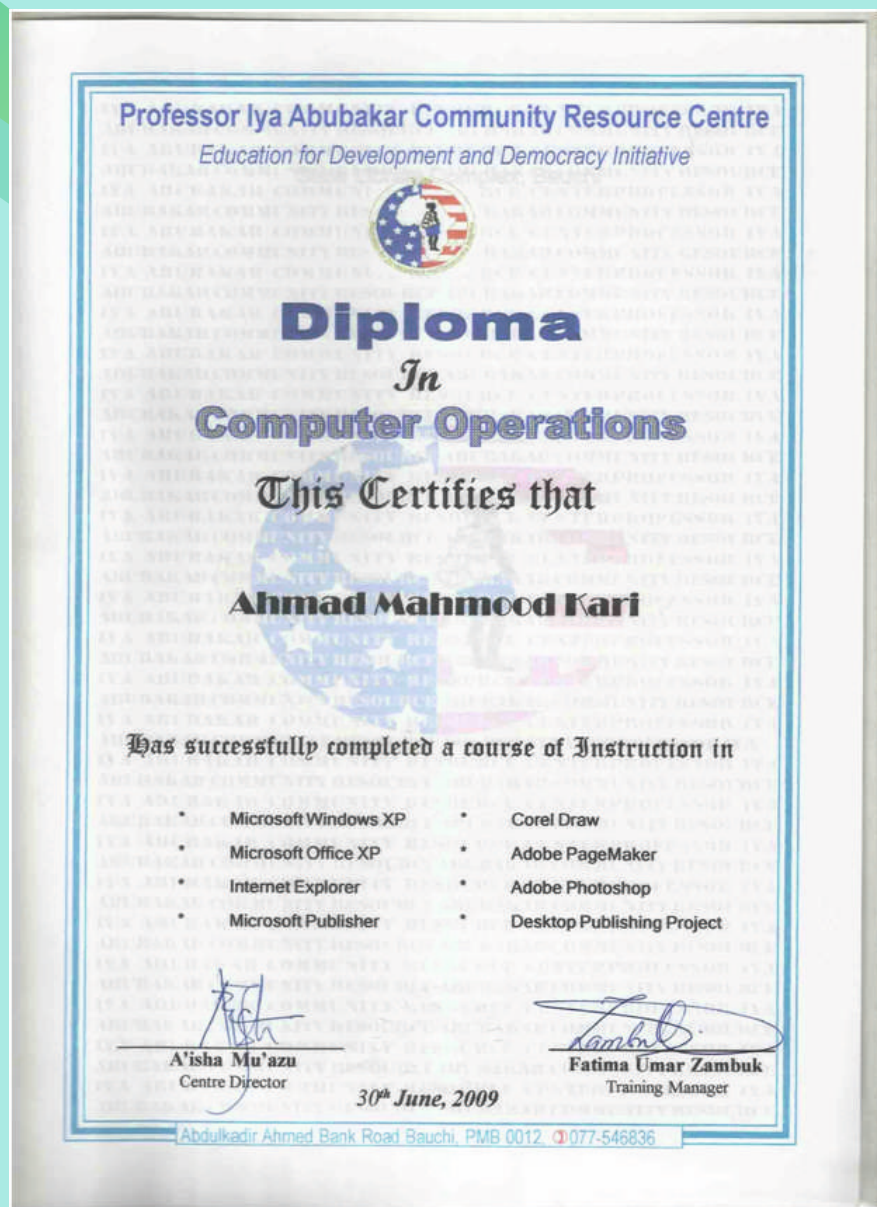 Professor Iya Abubakar Community Resource Centre
Education for Development and Democracy Initiative
Diploma
In
Computer Operations
This Certifies that
Ahmad Mahmood Kari
Has successfully completed a course of Instruction in
* Microsoft Windows XP * Corel Draw
* Microsoft Office XP * Adobe PageMaker
* Internet Explorer * Adobe Photoshop
* Microsoft Publisher * Desktop Publishing Project
A'isha Mu'azu
Centre Director
Fatima Umar Zambuk
Training Manager
30th June, 2009
Abdulkadir Ahmed Bank Road Bauchi, PMB 0012, ✆077-546836